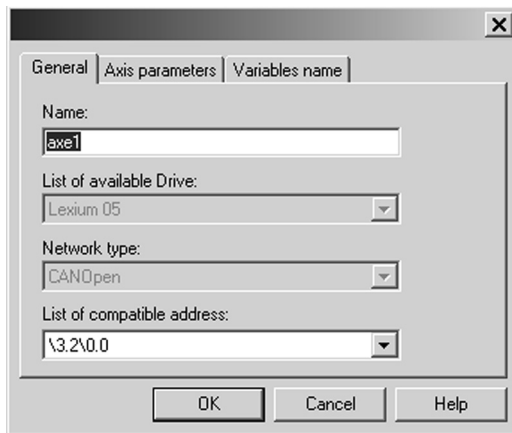 General Axis parameters Variables name
Name:
axe1
List of available Drive:
Lexium 05
Network type:
CANOpen
List of compatible address:
\3.2\0.0
OK Cancel Help